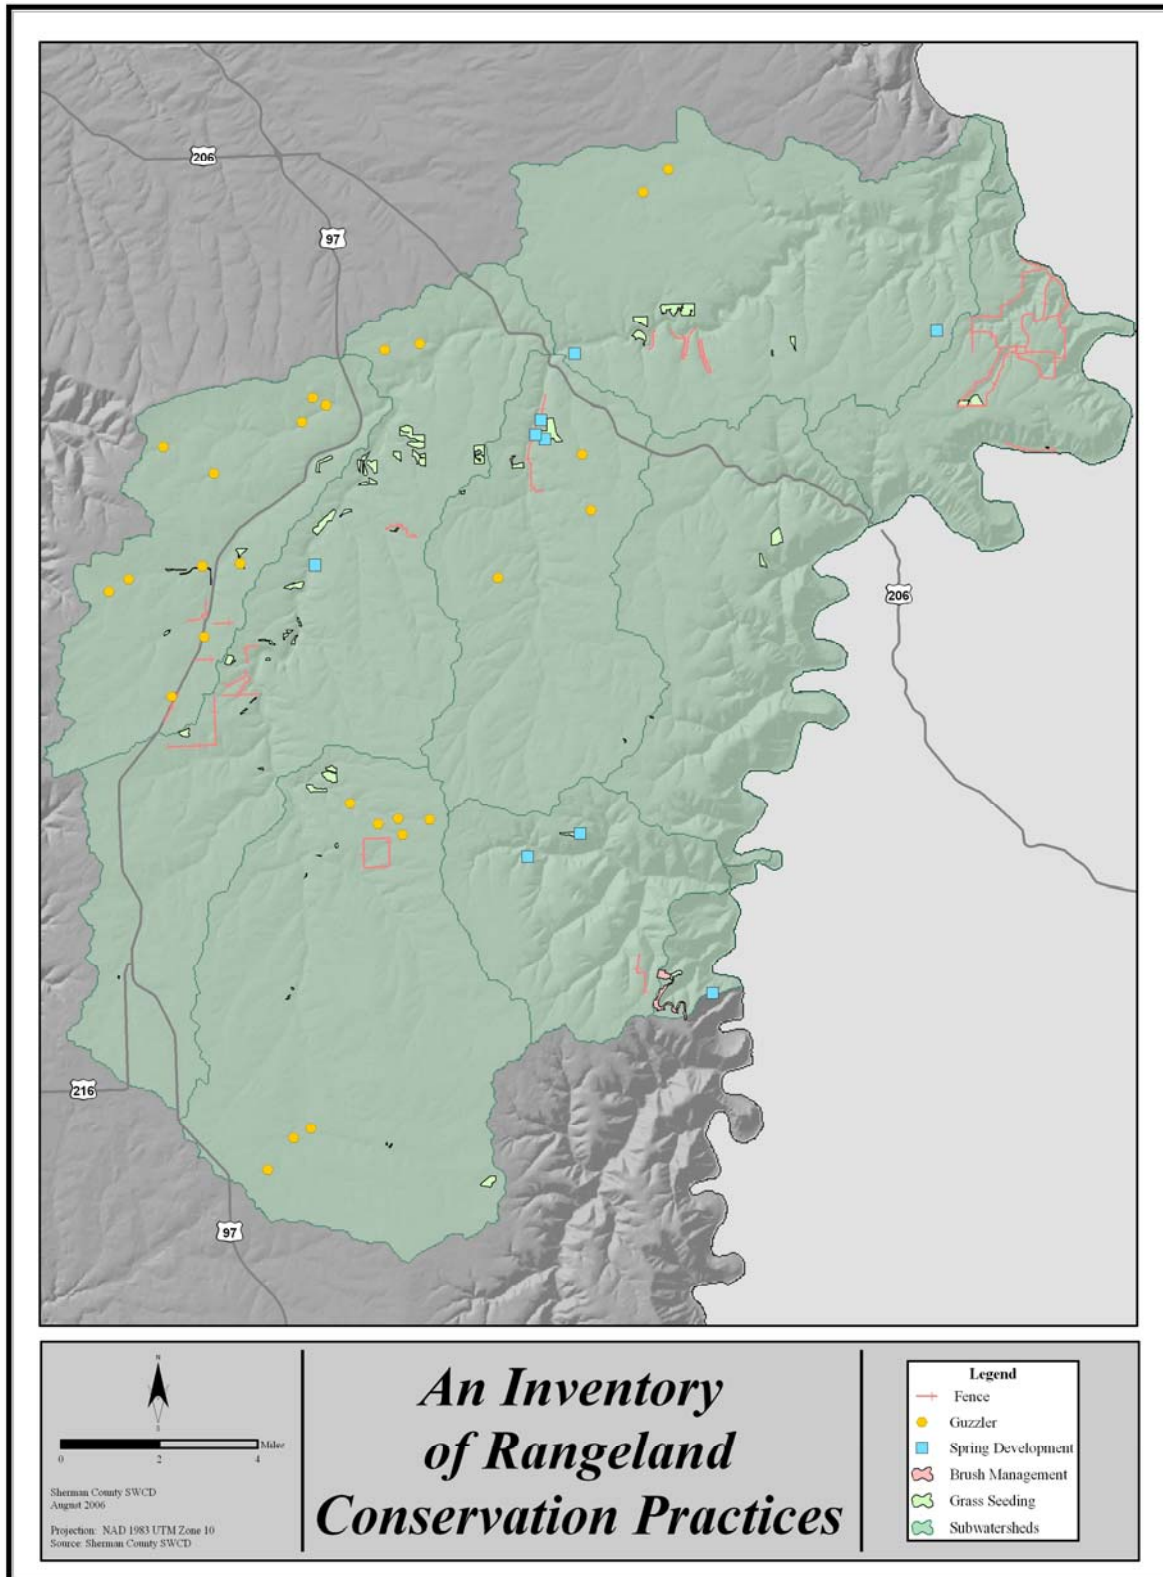 206
97
206
216
97
N
S
0 2 4 Miles
Sherman County SWCD
August 2006
Projection: NAD 1983 UTM Zone 10
Source: Sherman County SWCD
An Inventory
of Rangeland
Conservation Practices
Legend
Fence
Guzzler
Spring Development
Brush Management
Grass Seeding
Subwatersheds